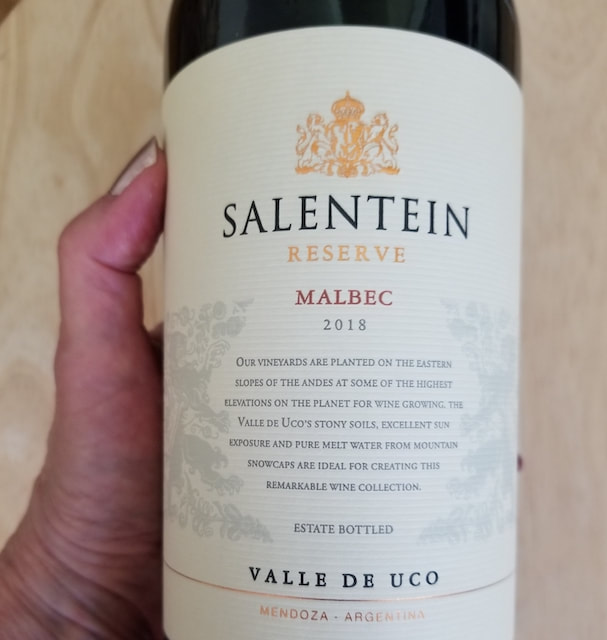 SALENTEIN
RESERVE
MALBEC
2018
OUR VINEYARDS ARE PLANTED ON THE EASTERN
SLOPES OF THE ANDES AT SOME OF THE HIGHEST
ELEVATIONS ON THE PLANET FOR WINE GROWING. THE
VALLE DE UCO'S STONY SOILS, EXCELLENT SUN
EXPOSURE AND PURE MELT WATER FROM MOUNTAIN
SNOWCAPS ARE IDEAL FOR CREATING THIS
REMARKABLE WINE COLLECTION.
ESTATE BOTTLED
VALLE DE UCO
MENDOZA - ARGENTINA